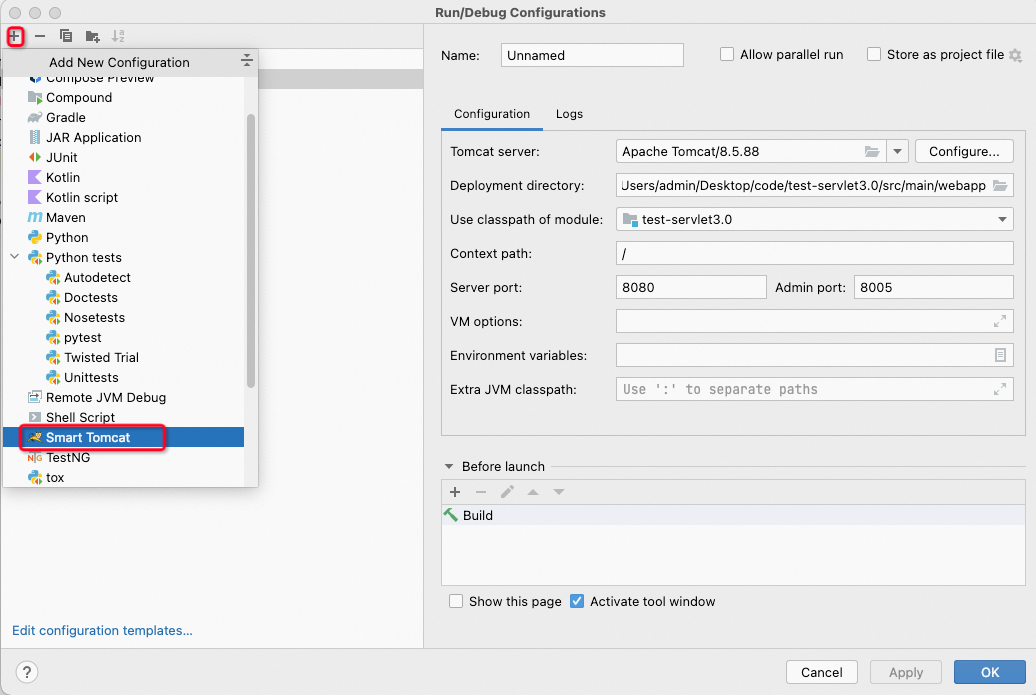 Run/Debug Configurations
Add New Configuration
Compose Preview
Compound
Gradle
JAR Application
JUnit
Kotlin
Kotlin script
Maven
Python
Python tests
Autodetect
Doctests
Nosetests
pytest
Twisted Trial
Unittests
Remote JVM Debug
Shell Script
Smart Tomcat
TestNG
tox
Edit configuration templates...
Name: Unnamed Allow parallel run Store as project file
Configuration Logs
Tomcat server: Apache Tomcat/8.5.88 Configure...
Deployment directory: Users/admin/Desktop/code/test-servlet3.0/src/main/webapp
Use classpath of module: test-servlet3.0
Context path: /
Server port: 8080 Admin port: 8005
VM options:
Environment variables:
Extra JVM classpath: Use ':' to separate paths
Before launch
Build
Show this page Activate tool window
? Cancel Apply OK